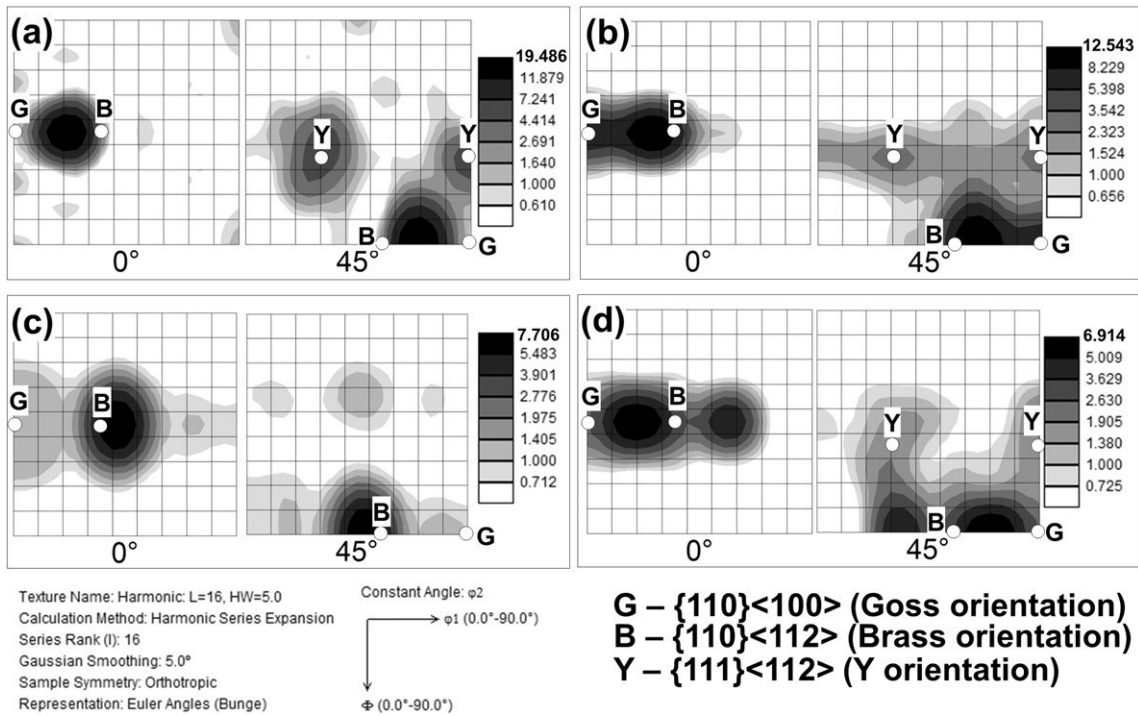 (a)
G
B
Y
Y
B
G
0°
45°
19.486
11.879
7.241
4.414
2.691
1.640
1.000
0.610
(b)
G
B
Y
Y
B
G
0°
45°
12.543
8.229
5.398
3.542
2.323
1.524
1.000
0.656
(c)
G
B
B
G
0°
45°
7.706
5.483
3.901
2.776
1.975
1.405
1.000
0.712
(d)
G
B
Y
Y
B
G
0°
45°
6.914
5.009
3.629
2.630
1.905
1.380
1.000
0.725
Texture Name: Harmonic: L=16, HW=5.0
Calculation Method: Harmonic Series Expansion
Series Rank (l): 16
Gaussian Smoothing: 5.0°
Sample Symmetry: Orthotropic
Representation: Euler Angles (Bunge)
Constant Angle: φ2
φ1 (0.0°-90.0°)
Φ (0.0°-90.0°)
G – {110}<100> (Goss orientation)
B – {110}<112> (Brass orientation)
Y – {111}<112> (Y orientation)